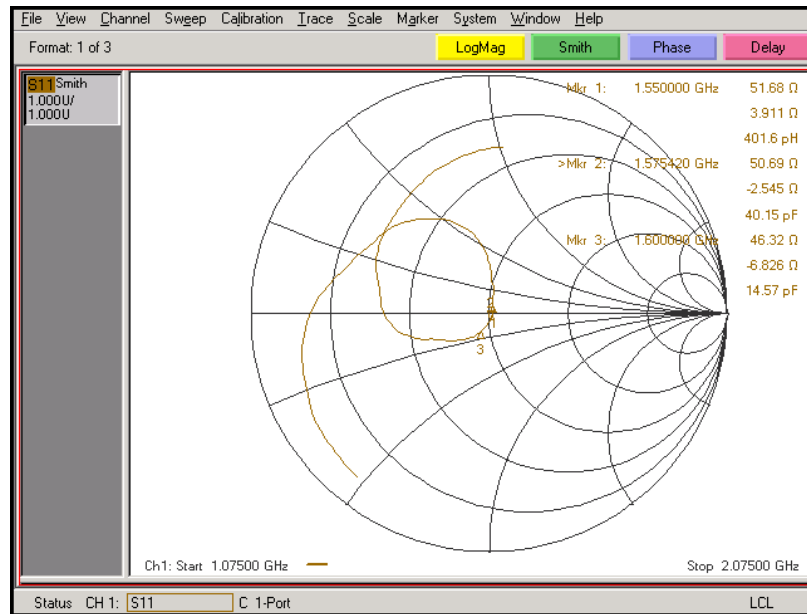 File View Channel Sweep Calibration Trace Scale Marker System Window Help
Format: 1 of 3
LogMag
Smith
Phase
Delay
S11 Smith
1.000U/
1.000U
Mkr 1: 1.550000 GHz 51.68 Ω
3.911 Ω
401.6 pH
>Mkr 2: 1.575420 GHz 50.69 Ω
-2.545 Ω
40.15 pF
Mkr 3: 1.600000 GHz 46.32 Ω
-6.826 Ω
14.57 pF
3
Ch1: Start 1.07500 GHz
Stop 2.07500 GHz
Status CH 1: S11 C 1-Port LCL